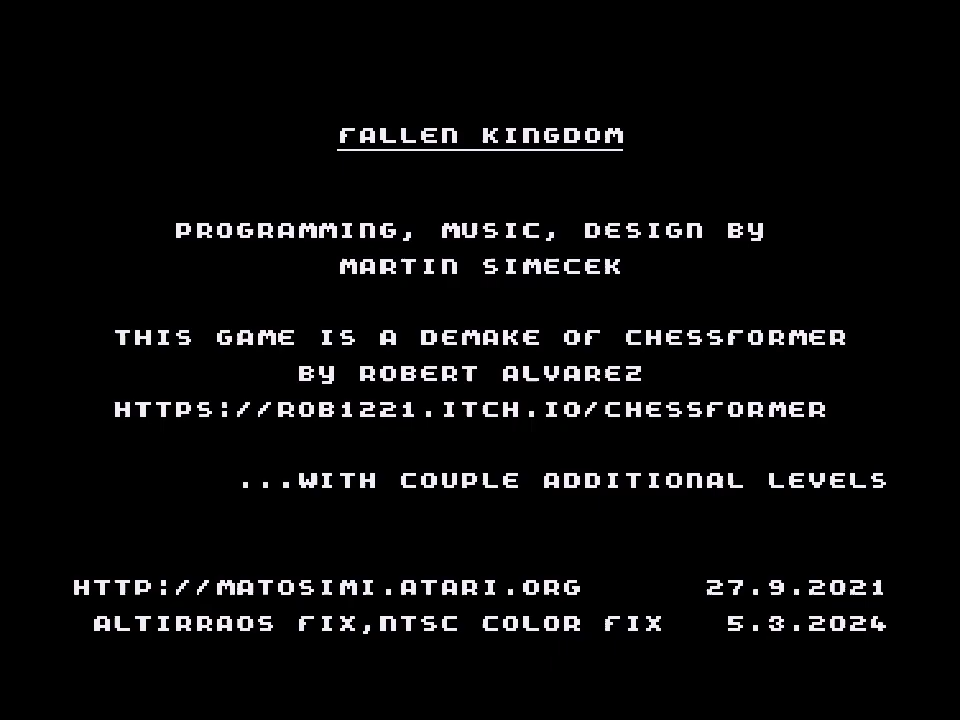 FALLEN KINGDOM
PROGRAMMING, MUSIC, DESIGN BY
MARTIN SIMECEK
THIS GAME IS A DEMAKE OF CHESSFORMER
BY ROBERT ALVAREZ
HTTPS://ROB1221.ITCH.IO/CHESSFORMER
...WITH COUPLE ADDITIONAL LEVELS
HTTP://MATOSIMI.ATARI.ORG 27.9.2021
ALTIRRAOS FIX,NTSC COLOR FIX 5.3.2024